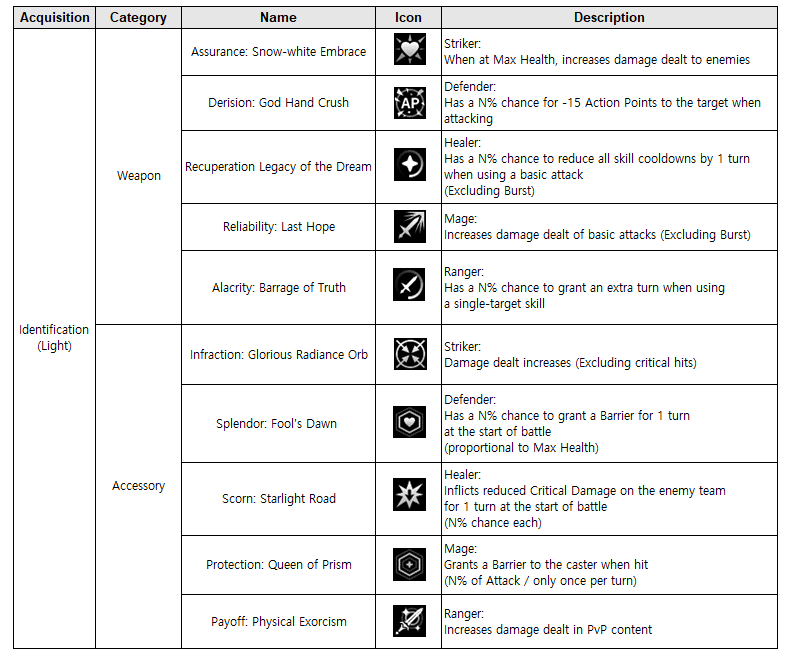 Acquisition Category Name Icon Description
Identification
(Light)
Weapon
Assurance: Snow-white Embrace
Striker:
When at Max Health, increases damage dealt to enemies
Derision: God Hand Crush
AP
Defender:
Has a N% chance for -15 Action Points to the target when
attacking
Recuperation Legacy of the Dream
Healer:
Has a N% chance to reduce all skill cooldowns by 1 turn
when using a basic attack
(Excluding Burst)
Reliability: Last Hope
Mage:
Increases damage dealt of basic attacks (Excluding Burst)
Alacrity: Barrage of Truth
Ranger:
Has a N% chance to grant an extra turn when using
a single-target skill
Accessory
Infraction: Glorious Radiance Orb
Striker:
Damage dealt increases (Excluding critical hits)
Splendor: Fool's Dawn
Defender:
Has a N% chance to grant a Barrier for 1 turn
at the start of battle
(proportional to Max Health)
Scorn: Starlight Road
Healer:
Inflicts reduced Critical Damage on the enemy team
for 1 turn at the start of battle
(N% chance each)
Protection: Queen of Prism
Mage:
Grants a Barrier to the caster when hit
(N% of Attack / only once per turn)
Payoff: Physical Exorcism
Ranger:
Increases damage dealt in PvP content